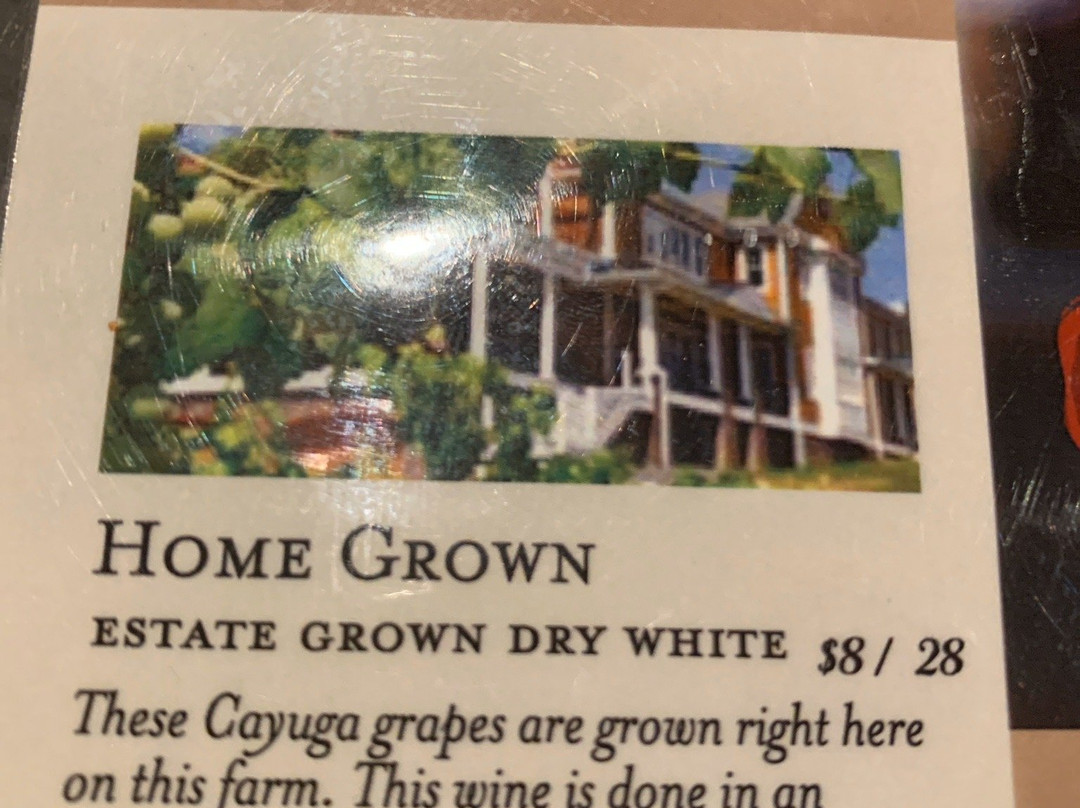 HOME GROWN
ESTATE GROWN DRY WHITE $8 / 28
These Cayuga grapes are grown right here
on this farm. This wine is done in an